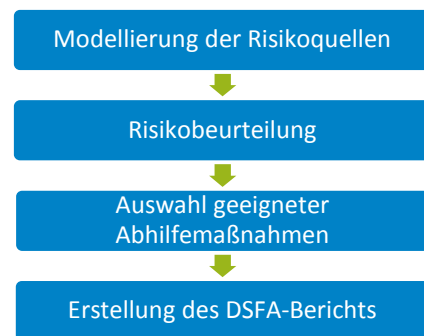 Modellierung der Risikoquellen
Risikobeurteilung
Auswahl geeigneter
Abhilfemaßnahmen
Erstellung des DSFA-Berichts